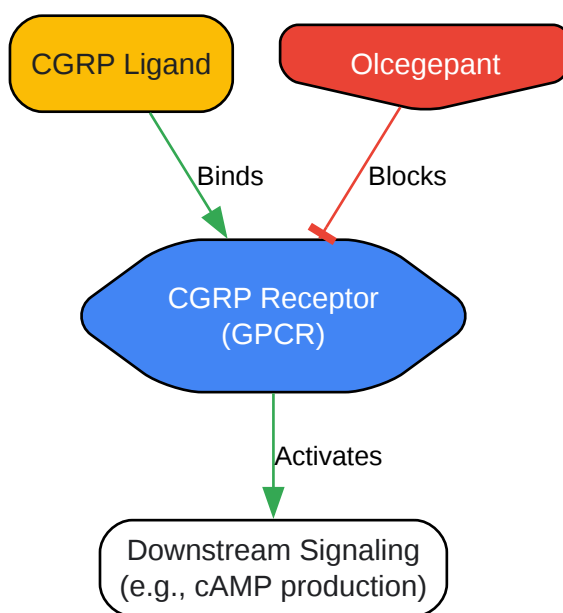 CGRP Ligand
Olcegepant
Binds
Blocks
CGRP Receptor
(GPCR)
Activates
Downstream Signaling
(e.g., cAMP production)